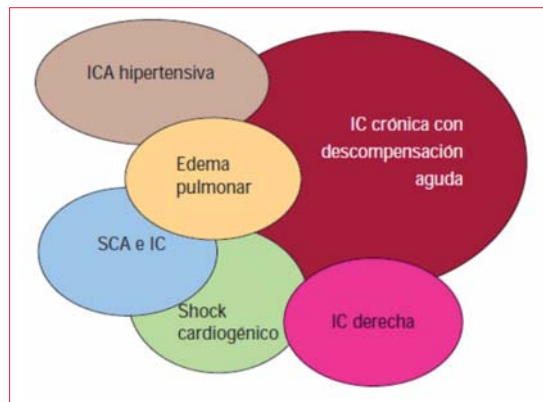 ICA hipertensiva
IC crónica con
descompensación
aguda
Edema
pulmonar
SCA e IC
Shock
cardiogénico
IC derecha